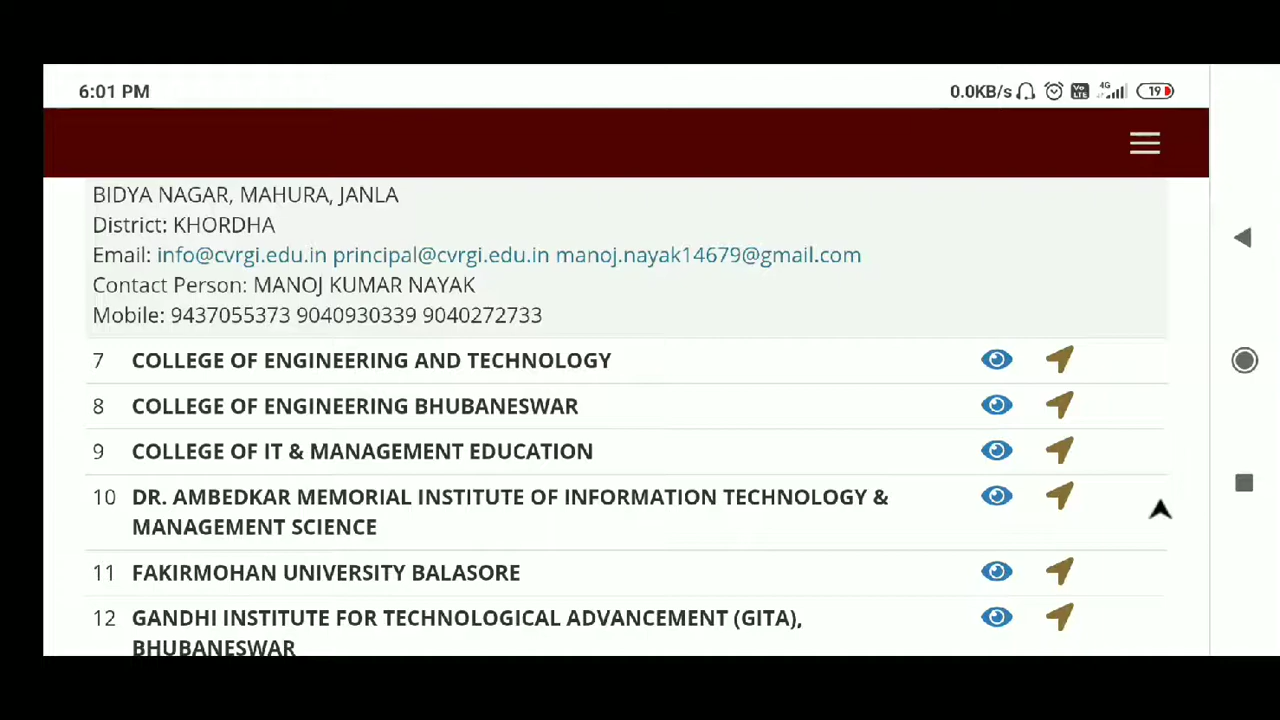 6:01 PM
0.0KB/s
Vo
LTE
4G
19
BIDYA NAGAR, MAHURA, JANLA
District: KHORDHA
Email: info@cvrgi.edu.in principal@cvrgi.edu.in manoj.nayak14679@gmail.com
Contact Person: MANOJ KUMAR NAYAK
Mobile: 9437055373 9040930339 9040272733
7 COLLEGE OF ENGINEERING AND TECHNOLOGY
8 COLLEGE OF ENGINEERING BHUBANESWAR
9 COLLEGE OF IT & MANAGEMENT EDUCATION
10 DR. AMBEDKAR MEMORIAL INSTITUTE OF INFORMATION TECHNOLOGY &
MANAGEMENT SCIENCE
11 FAKIRMOHAN UNIVERSITY BALASORE
12 GANDHI INSTITUTE FOR TECHNOLOGICAL ADVANCEMENT (GITA),
BHUBANESWAR